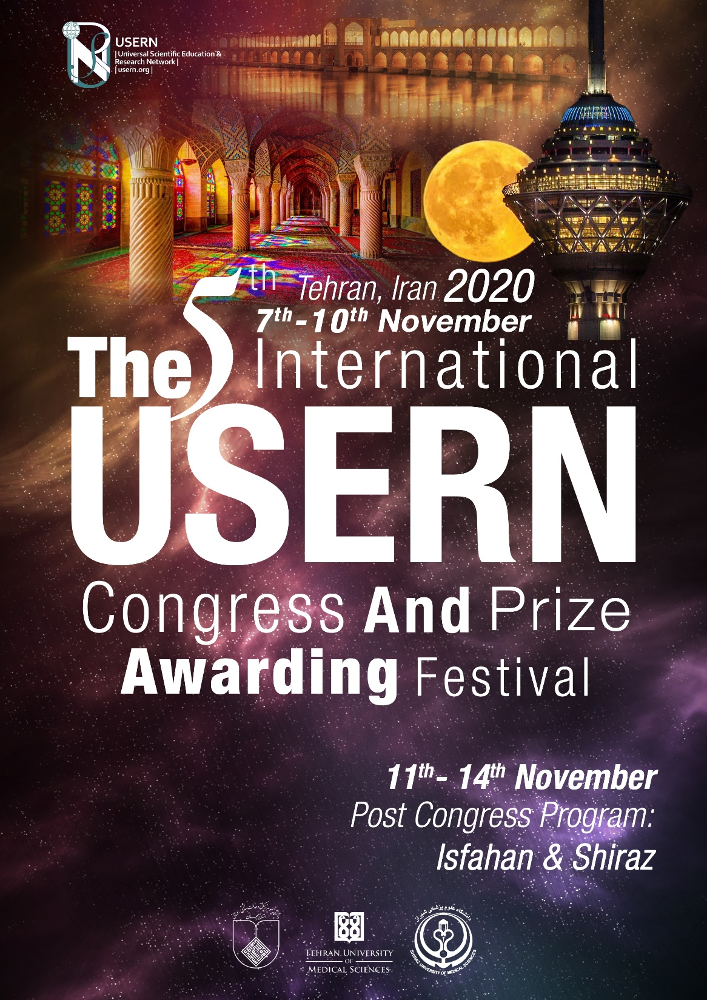 USERN
| Universal Scientific Education &
Research Network |
| usern.org |
th Tehran, Iran 2020
7th-10th November
The ۵ International
USERN
Congress And Prize
Awarding Festival
11th- 14th November
Post Congress Program:
Isfahan & Shiraz
TEHRAN UNIVERSITY
OF
MEDICAL SCIENCES
دانشگاه علوم پزشکی شیراز
SHIRAZ UNIVERSITY OF MEDICAL SCIENCES